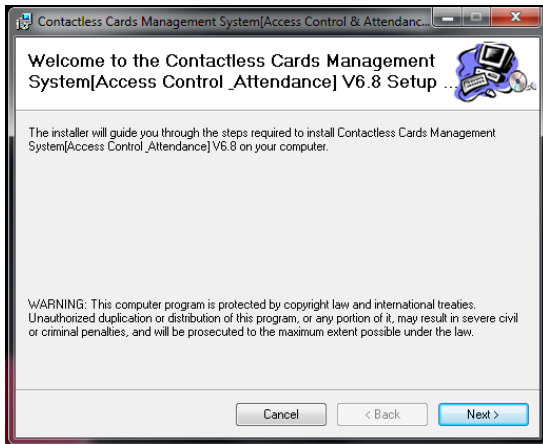 Contactless Cards Management System[Access Control & Attendanc...
Welcome to the Contactless Cards Management
System[Access Control _Attendance] V6.8 Setup ...
The installer will guide you through the steps required to install Contactless Cards Management
System[Access Control _Attendance] V6.8 on your computer.
WARNING: This computer program is protected by copyright law and international treaties.
Unauthorized duplication or distribution of this program, or any portion of it, may result in severe civil
or criminal penalties, and will be prosecuted to the maximum extent possible under the law.
Cancel
< Back
Next >